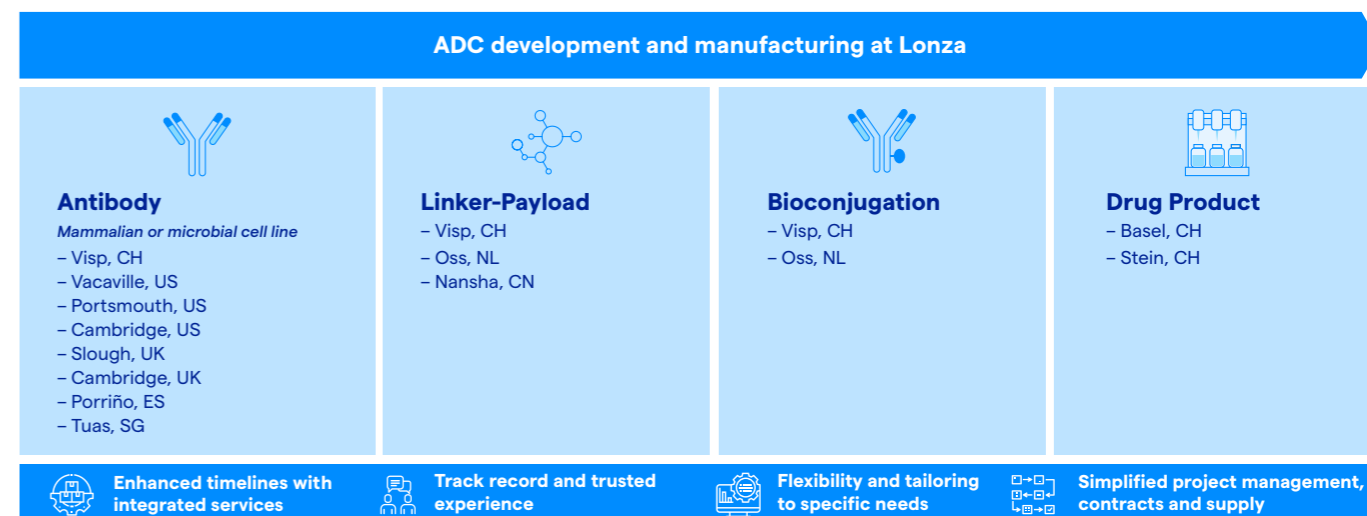 ADC development and manufacturing at Lonza
Antibody
Mammalian or microbial cell line
– Visp, CH
– Vacaville, US
– Portsmouth, US
– Cambridge, US
– Slough, UK
– Cambridge, UK
– Porriño, ES
– Tuas, SG
Linker-Payload
– Visp, CH
– Oss, NL
– Nansha, CN
Bioconjugation
– Visp, CH
– Oss, NL
Drug Product
– Basel, CH
– Stein, CH
Enhanced timelines with
integrated services
Track record and trusted
experience
Flexibility and tailoring
to specific needs
Simplified project management,
contracts and supply